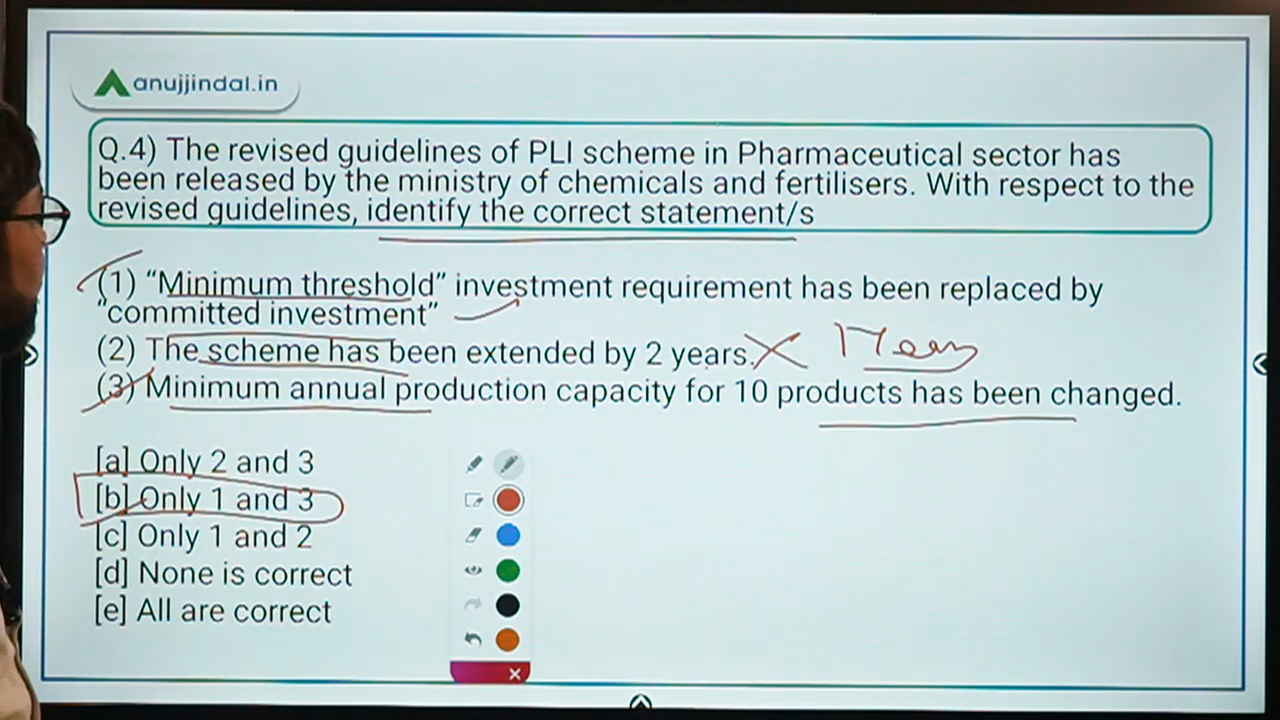 anujjindal.in
Q.4) The revised guidelines of PLI scheme in Pharmaceutical sector has
been released by the ministry of chemicals and fertilisers. With respect to the
revised guidelines, identify the correct statement/s
(1) “Minimum threshold” investment requirement has been replaced by
“committed investment”
(2) The scheme has been extended by 2 years.
(3) Minimum annual production capacity for 10 products has been changed.
[a] Only 2 and 3
[b] Only 1 and 3
[c] Only 1 and 2
[d] None is correct
[e] All are correct